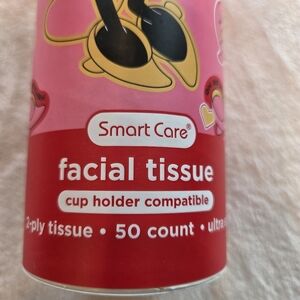 Smart Care®
facial tissue
cup holder compatible
2-ply tissue • 50 count • ultra